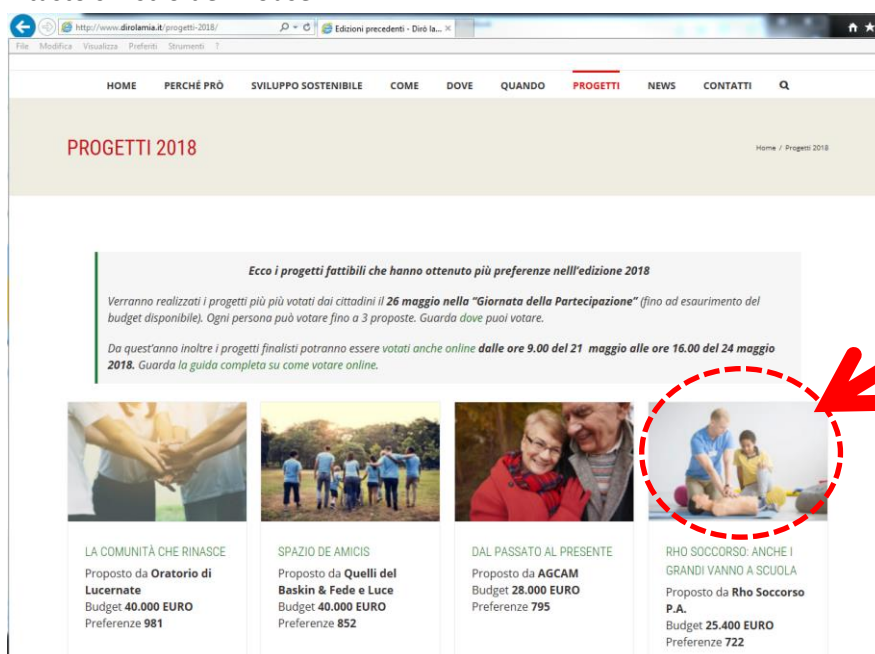 http://www.dirolamia.it/progetti-2018/
Edizioni precedenti - Dirò la...
File Modifica Visualizza Preferiti Strumenti ?
HOME PERCHÉ PRÒ SVILUPPO SOSTENIBILE COME DOVE QUANDO PROGETTI NEWS CONTATTI
PROGETTI 2018
Home / Progetti 2018
Ecco i progetti fattibili che hanno ottenuto più preferenze nelll'edizione 2018
Verranno realizzati i progetti più più votati dai cittadini il 26 maggio nella "Giornata della Partecipazione" (fino ad esaurimento del
budget disponibile). Ogni persona può votare fino a 3 proposte. Guarda dove puoi votare.
Da quest'anno inoltre i progetti finalisti potranno essere votati anche online dalle ore 9.00 del 21 maggio alle ore 16.00 del 24 maggio
2018. Guarda la guida completa su come votare online.
LA COMUNITÀ CHE RINASCE
Proposto da Oratorio di
Lucernate
Budget 40.000 EURO
Preferenze 981
SPAZIO DE AMICIS
Proposto da Quelli del
Baskin & Fede e Luce
Budget 40.000 EURO
Preferenze 852
DAL PASSATO AL PRESENTE
Proposto da AGCAM
Budget 28.000 EURO
Preferenze 795
RHO SOCCORSO: ANCHE I
GRANDI VANNO A SCUOLA
Proposto da Rho Soccorso
P.A.
Budget 25.400 EURO
Preferenze 722